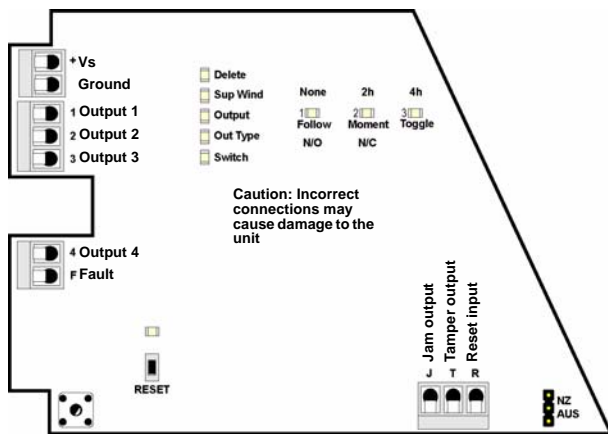 + Vs
Ground
1 Output 1
2 Output 2
3 Output 3
4 Output 4
F Fault
Delete
Sup Wind
Output
Out Type
Switch
None 2h 4h
1 2 3
Follow Moment Toggle
N/O N/C
Caution: Incorrect
connections may
cause damage to the
unit
RESET
Jam output
Tamper output
Reset input
J T R
NZ
AUS